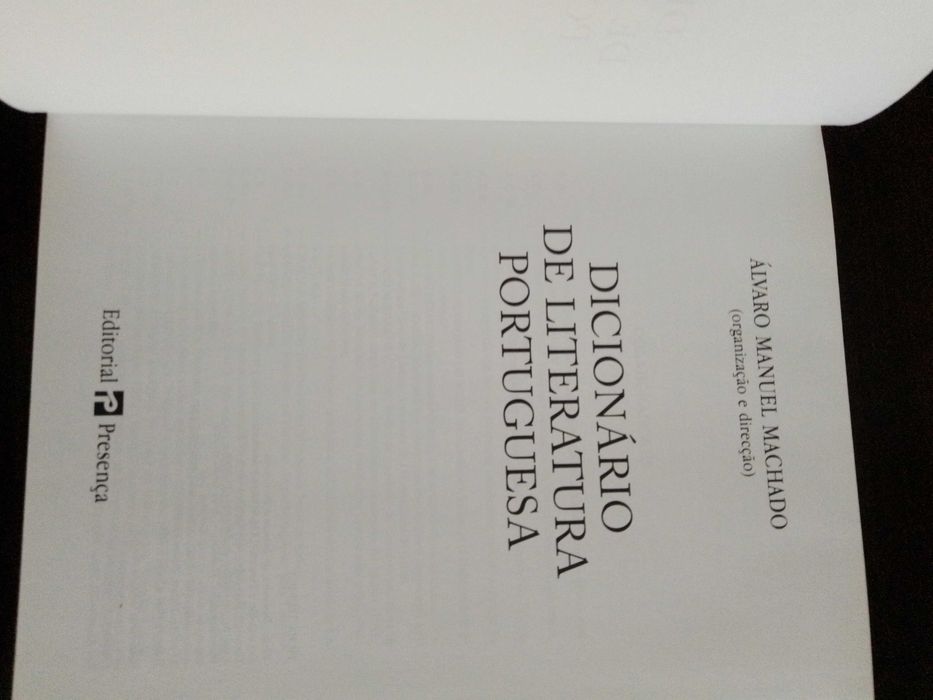 ÁLVARO MANUEL MACHADO
(organização e direcção)
DICIONÁRIO
DE LITERATURA
PORTUGUESA
Editorial Presença